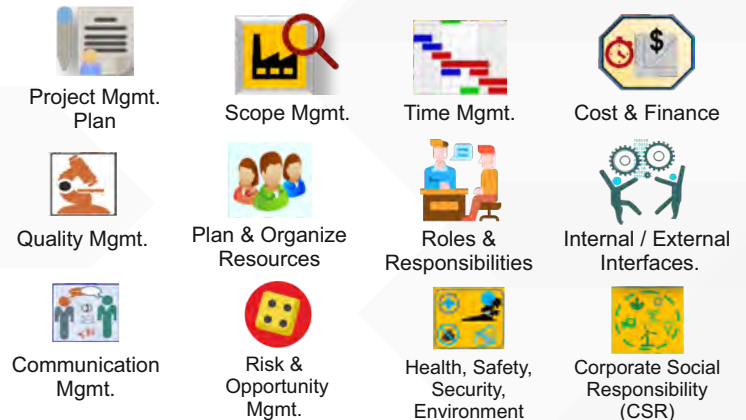 $
Project Mgmt.
Plan
Scope Mgmt.
Time Mgmt.
Cost & Finance
Quality Mgmt.
Plan & Organize
Resources
Roles &
Responsibilities
Internal / External
Interfaces.
Communication
Mgmt.
Risk &
Opportunity
Mgmt.
Health, Safety,
Security,
Environment
Corporate Social
Responsibility
(CSR)